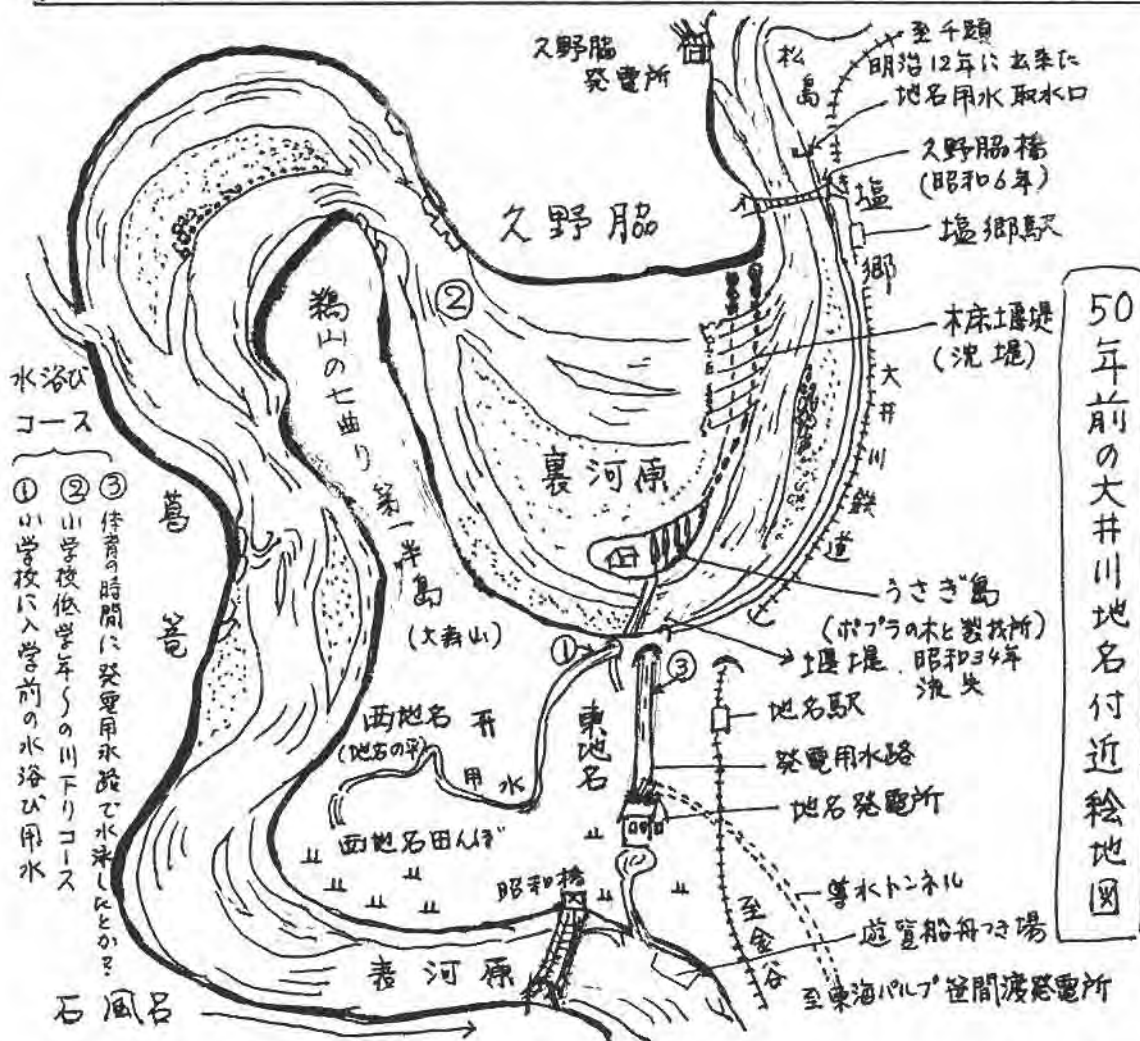 50年前の大井川地名付近絵地図
久野脇
発電所
松島
至千頭
明治12年に出来た
地名用水取水口
久野脇橋
(昭和6年)
塩郷
塩郷駅
久野脇
②
木床堰堤
(沈堤)
大井川鉄道
鵜山の七曲り 第一半島
(大森山)
裏河原
うさぎ島
(ポプラの木と製材所)
堰堤 昭和34年
流失
水浴び
コース
③ 体育の時間に発電用水路で水泳したとか?
② 小学校低学年〜の川下りコース
① 小学校に入学前の水浴び用水
葛篭
①
③
西地名
(地名の平)
用水
東地名
地名駅
発電用水路
地名発電所
西地名田んぼ
昭和橋
導水トンネル
至金谷
遊覧船舟つき場
表河原
至東海パルプ笹間渡発電所
石風呂